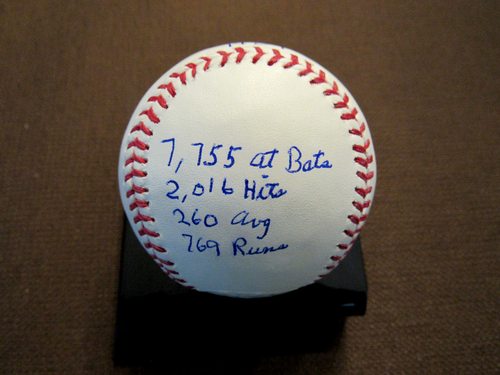 7,755 at Bats
2,016 Hits
260 Avg
769 Runs